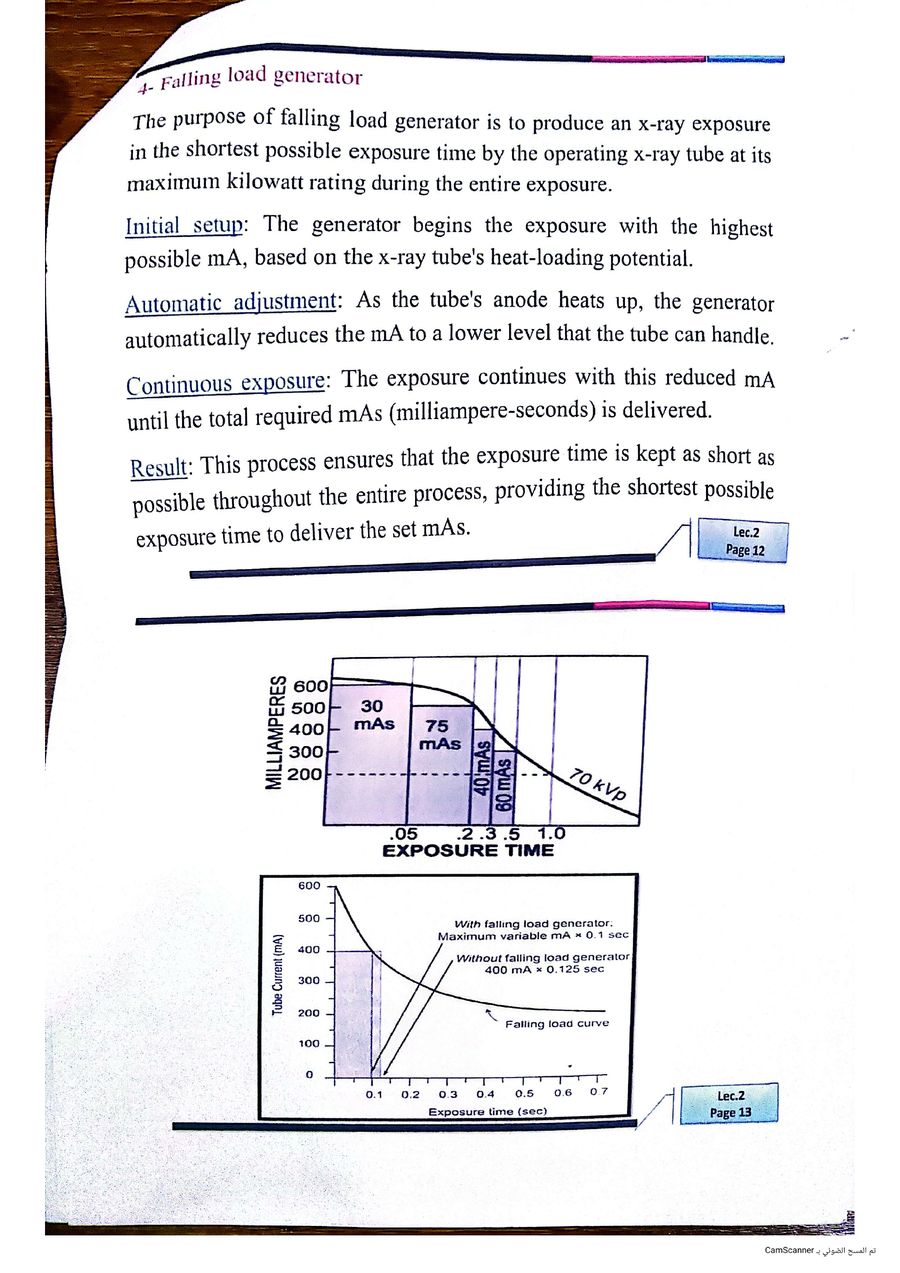 4- Falling load generator
The purpose of falling load generator is to produce an x-ray exposure
in the shortest possible exposure time by the operating x-ray tube at its
maximum kilowatt rating during the entire exposure.
Initial setup: The generator begins the exposure with the highest
possible mA, based on the x-ray tube's heat-loading potential.
Automatic adjustment: As the tube's anode heats up, the generator
automatically reduces the mA to a lower level that the tube can handle.
Continuous exposure: The exposure continues with this reduced mA
until the total required mAs (milliampere-seconds) is delivered.
Result: This process ensures that the exposure time is kept as short as
possible throughout the entire process, providing the shortest possible
exposure time to deliver the set mAs.
Lec.2
Page 12
MILLIAMPERES
600
500
400
300
200
30
mAs
75
mAs
40 mAs
60 mAs
70 kVp
.05 .2 .3 .5 1.0
EXPOSURE TIME
Tube Current (mA)
600
500
400
300
200
100
0
With falling load generator:
Maximum variable mA × 0.1 sec
Without falling load generator
400 mA × 0.125 sec
Falling load curve
0.1 0.2 0.3 0.4 0.5 0.6 0.7
Exposure time (sec)
Lec.2
Page 13
تم المسح الضوئي بـ CamScanner